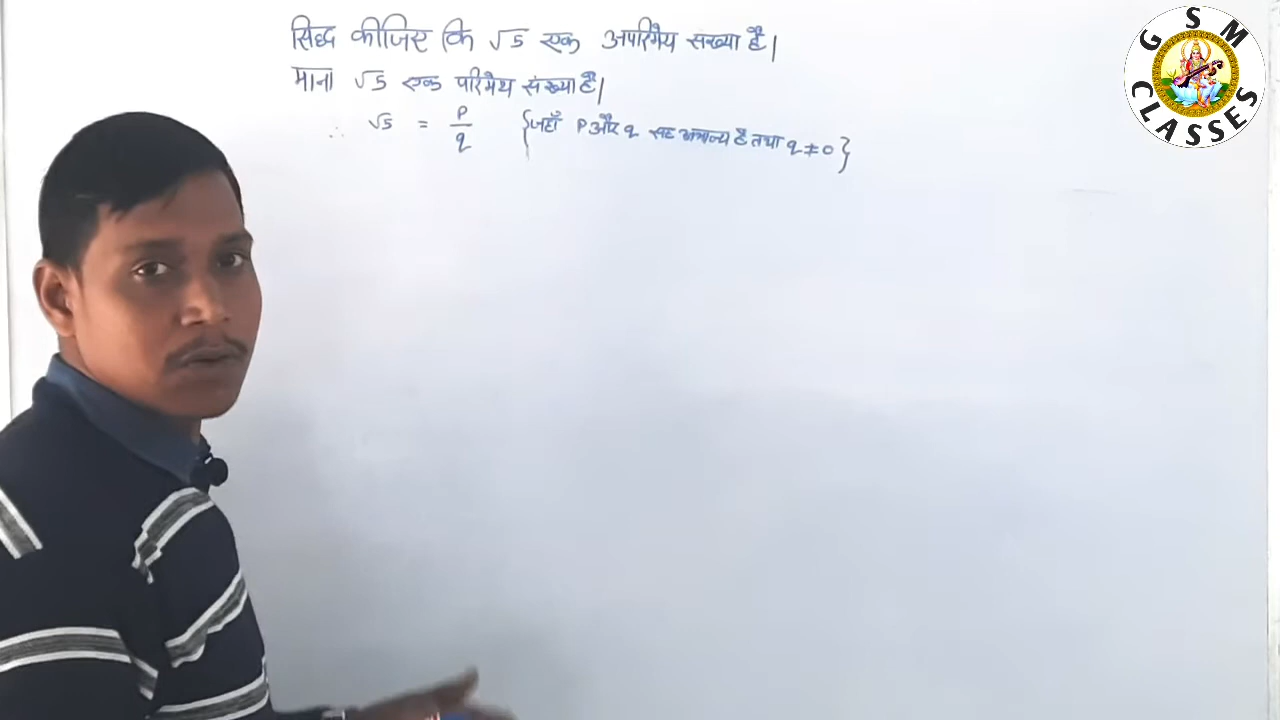 सिद्ध कीजिए कि √5 एक अपरिमेय संख्या है।
माना √5 एक परिमेय संख्या है।
∴ √5 = p/q {जहाँ p और q सह अभाज्य है तथा q ≠ 0}
GSM CLASSES